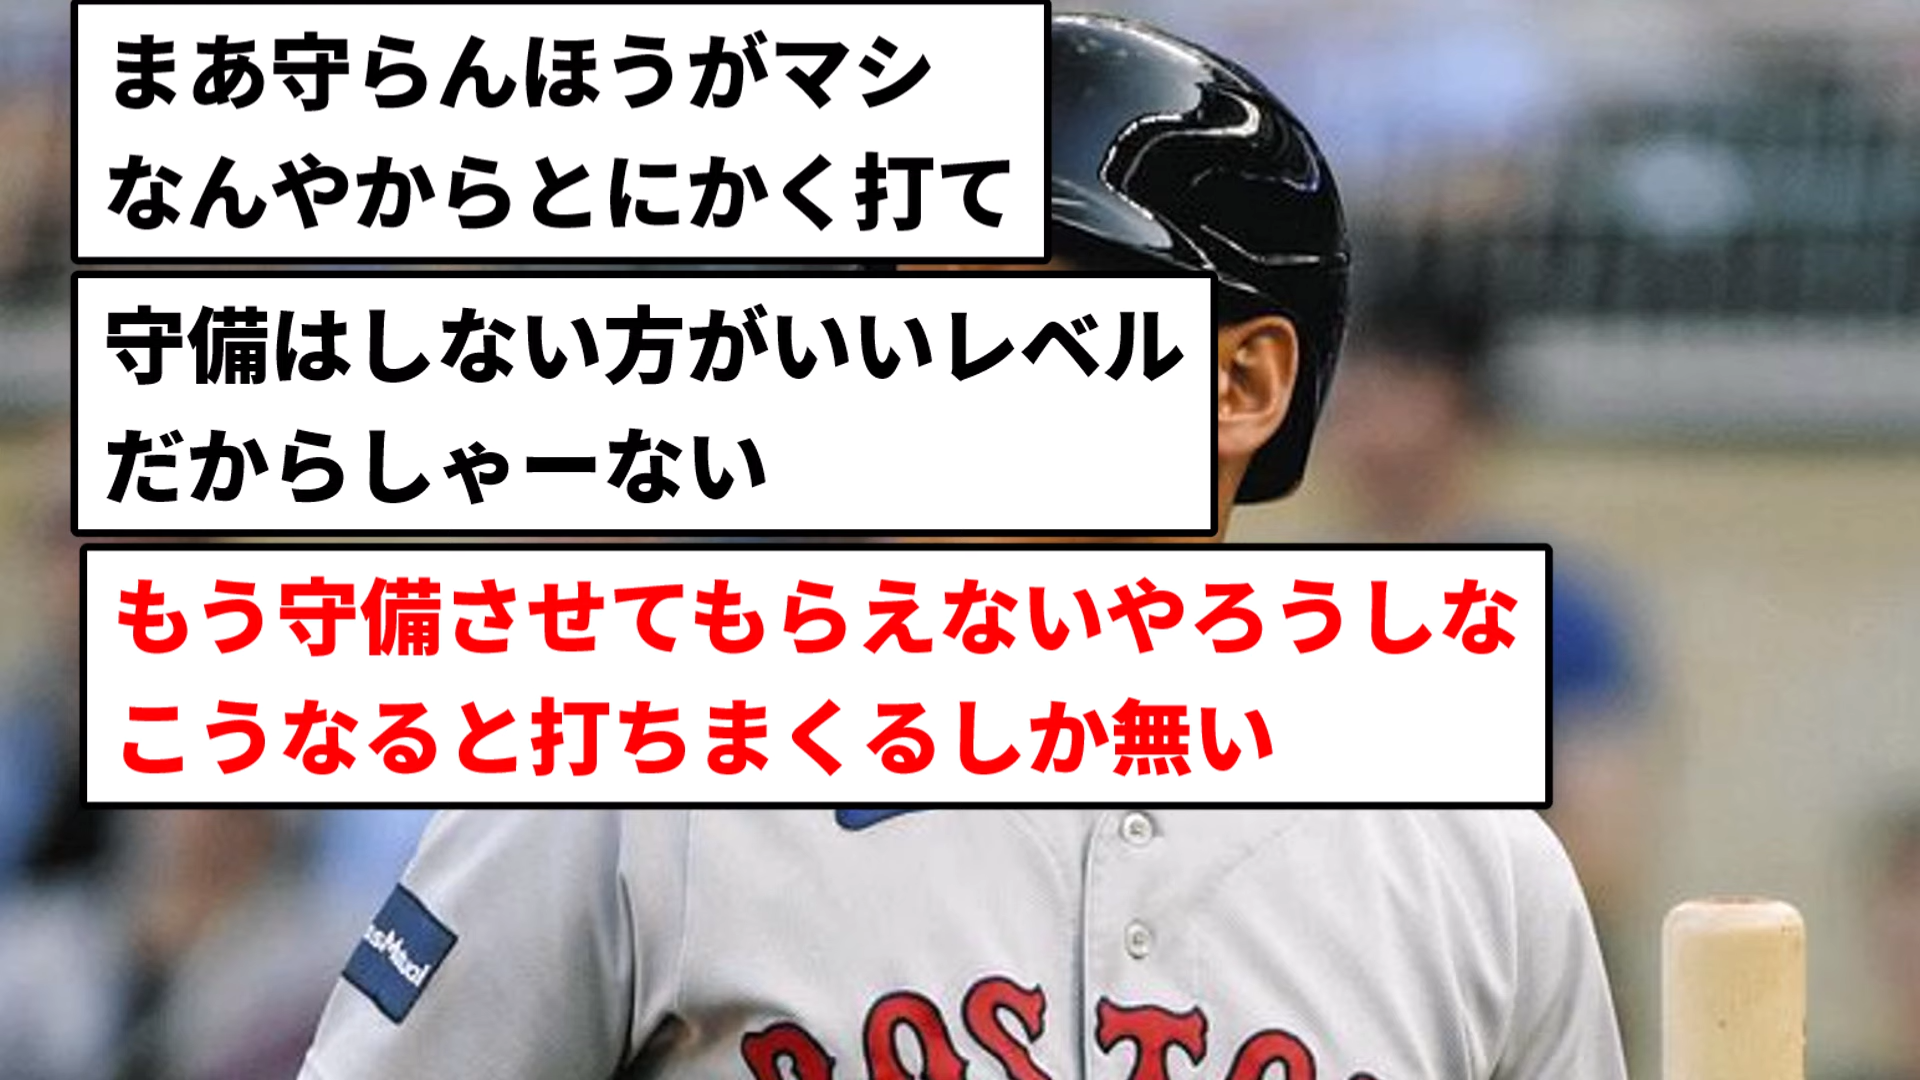 まあ守らんほうがマシ
なんやからとにかく打て
守備はしない方がいいレベル
だからしゃーない
もう守備させてもらえないやろうしな
こうなると打ちまくるしか無い
Mutual
BOSTO